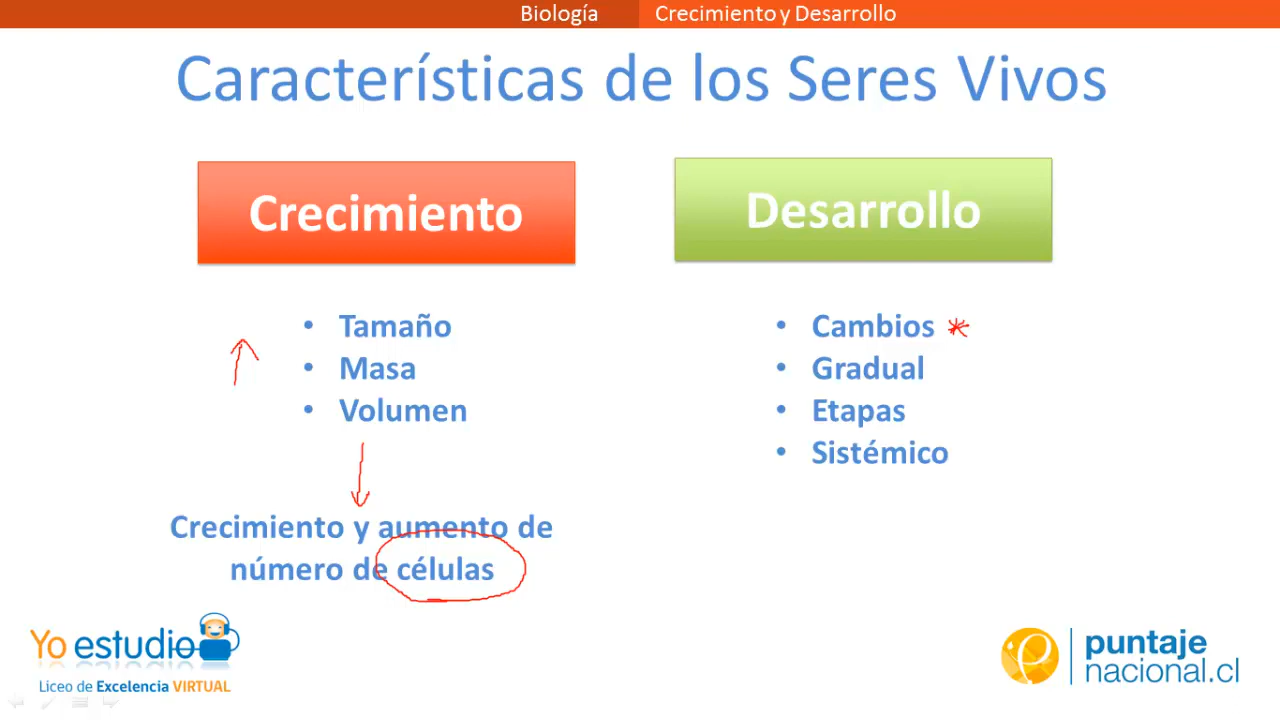 Biología Crecimiento y Desarrollo
Características de los Seres Vivos
Crecimiento
• Tamaño
• Masa
• Volumen
Crecimiento y aumento de
número de células
Desarrollo
• Cambios *
• Gradual
• Etapas
• Sistémico
Yo estudio
Liceo de Excelencia VIRTUAL
puntaje
nacional.cl